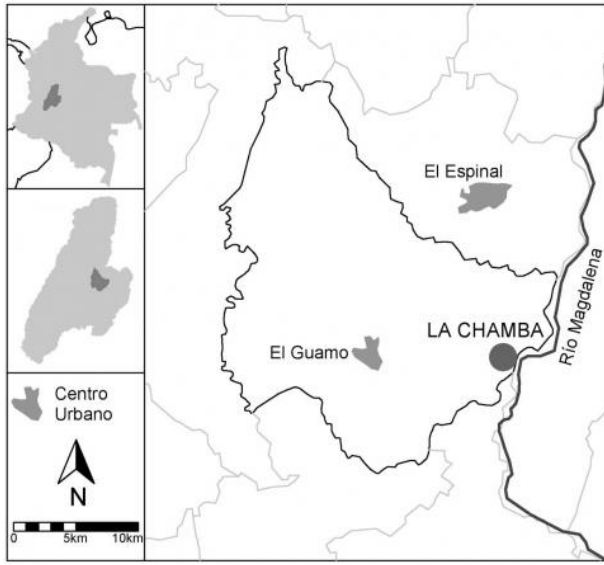 El Espinal
LA CHAMBA
El Guamo
Río Magdalena
Centro
Urbano
N
0 5km 10km